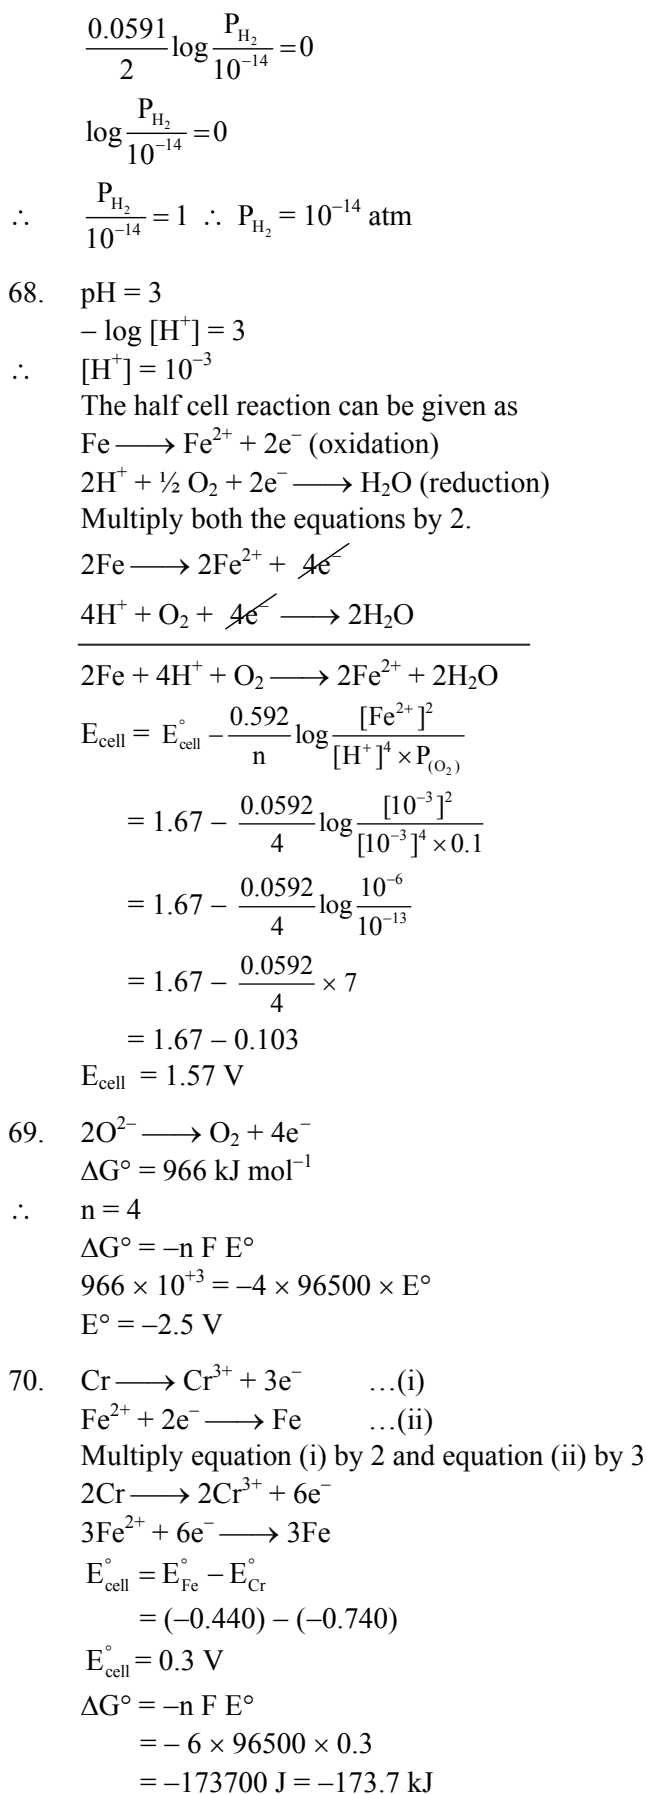 0.0591/2 log P_H₂/10⁻¹⁴ = 0
log P_H₂/10⁻¹⁴ = 0
∴ P_H₂/10⁻¹⁴ = 1 ∴ P_H₂ = 10⁻¹⁴ atm
68. pH = 3
– log [H⁺] = 3
∴ [H⁺] = 10⁻³
The half cell reaction can be given as
Fe ⟶ Fe²⁺ + 2e⁻ (oxidation)
2H⁺ + ½ O₂ + 2e⁻ ⟶ H₂O (reduction)
Multiply both the equations by 2.
2Fe ⟶ 2Fe²⁺ + 4e⁻
4H⁺ + O₂ + 4e⁻ ⟶ 2H₂O
2Fe + 4H⁺ + O₂ ⟶ 2Fe²⁺ + 2H₂O
E_cell = E°_cell – 0.592/n log [Fe²⁺]²/[H⁺]⁴ × P_(O₂)
= 1.67 – 0.0592/4 log [10⁻³]²/[10⁻³]⁴ × 0.1
= 1.67 – 0.0592/4 log 10⁻⁶/10⁻¹³
= 1.67 – 0.0592/4 × 7
= 1.67 – 0.103
E_cell = 1.57 V
69. 2O²⁻ ⟶ O₂ + 4e⁻
ΔG° = 966 kJ mol⁻¹
∴ n = 4
ΔG° = –n F E°
966 × 10⁺³ = –4 × 96500 × E°
E° = –2.5 V
70. Cr ⟶ Cr³⁺ + 3e⁻ …(i)
Fe²⁺ + 2e⁻ ⟶ Fe …(ii)
Multiply equation (i) by 2 and equation (ii) by 3
2Cr ⟶ 2Cr³⁺ + 6e⁻
3Fe²⁺ + 6e⁻ ⟶ 3Fe
E°_cell = E°_Fe – E°_Cr
= (–0.440) – (–0.740)
E°_cell = 0.3 V
ΔG° = –n F E°
= – 6 × 96500 × 0.3
= –173700 J = –173.7 kJ